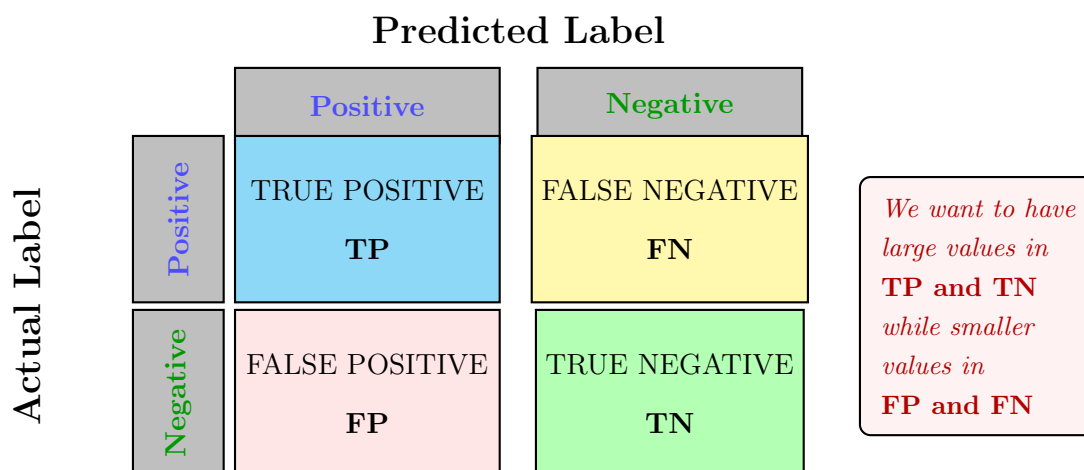 Predicted Label
Positive
Negative
Actual Label
Positive
TRUE POSITIVE
TP
FALSE NEGATIVE
FN
Negative
FALSE POSITIVE
FP
TRUE NEGATIVE
TN
We want to have
large values in
TP and TN
while smaller
values in
FP and FN